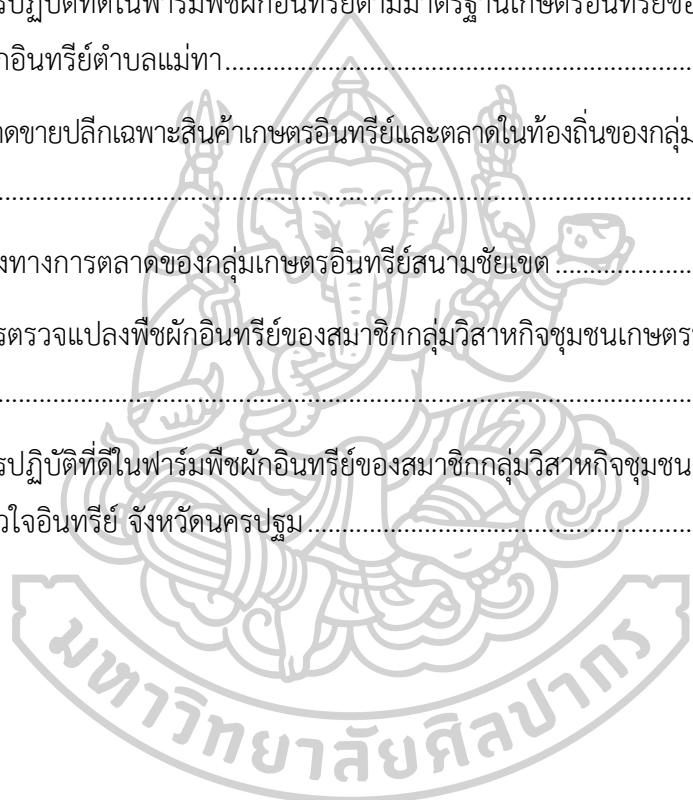 รปฏิบัติที่ดีในฟาร์มพืชผักอินทรีย์ตามมาตรฐานเกษตรอินทรีย์ขอ
กอินทรีย์ตำบลแม่ทา..........................................................................
าดขายปลีกเฉพาะสินค้าเกษตรอินทรีย์และตลาดในท้องถิ่นของกลุ่ม
..........................................................................................................
งทางการตลาดของกลุ่มเกษตรอินทรีย์สนามชัยเขต.....................
รตรวจแปลงพืชผักอินทรีย์ของสมาชิกกลุ่มวิสาหกิจชุมชนเกษตร
..........................................................................................................
รปฏิบัติที่ดีในฟาร์มพืชผักอินทรีย์ของสมาชิกกลุ่มวิสาหกิจชุมชน
วใจอินทรีย์ จังหวัดนครปฐม............................................................
มหาวิทยาลัยศิลปากร